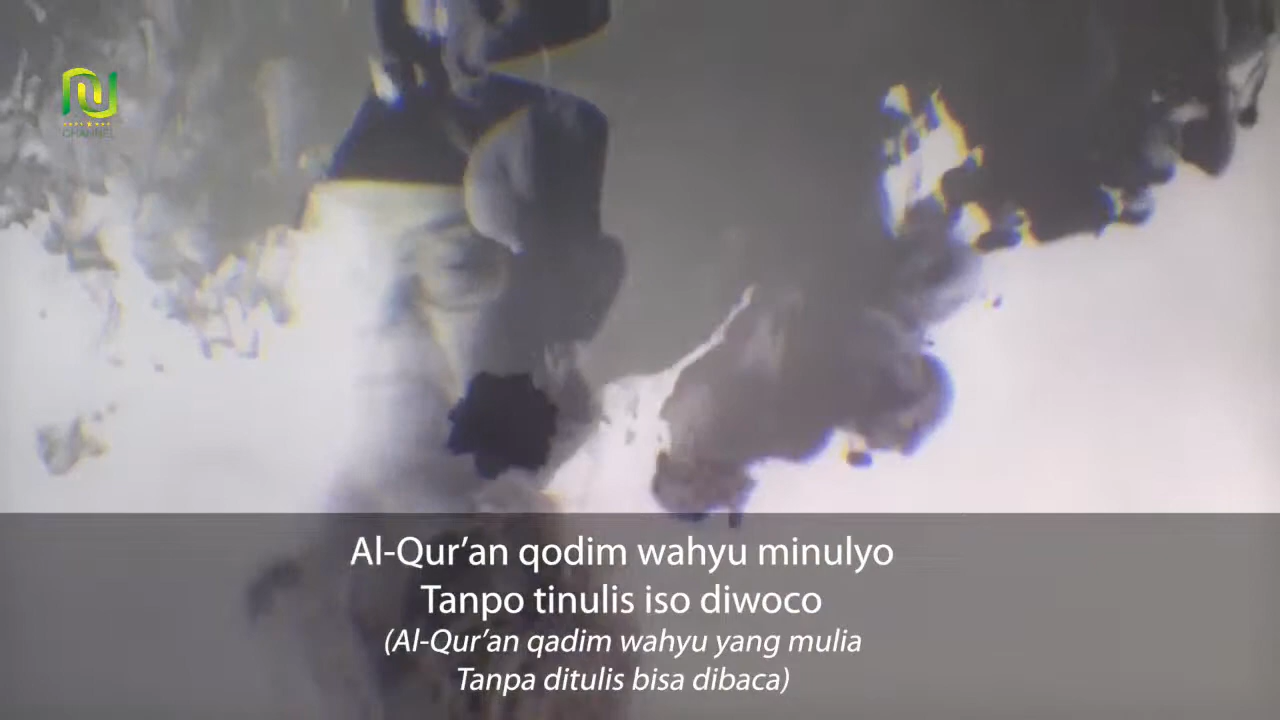 CHANNEL
Al-Qur’an qodim wahyu minulyo
Tanpo tinulis iso diwoco
(Al-Qur’an qadim wahyu yang mulia
Tanpa ditulis bisa dibaca)